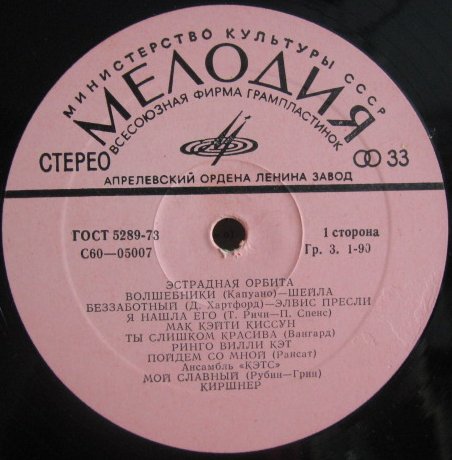 МИНИСТЕРСТВО КУЛЬТУРЫ СССР
МЕЛОДИЯ
ВСЕСОЮЗНАЯ ФИРМА ГРАМПЛАСТИНОК
СТЕРЕО 33
АПРЕЛЕВСКИЙ ОРДЕНА ЛЕНИНА ЗАВОД
ГОСТ 5289-73 1 сторона
С60—05007 Гр. 3. 1-90
ЭСТРАДНАЯ ОРБИТА
ВОЛШЕБНИКИ (Капуано)—ШЕЙЛА
БЕЗЗАБОТНЫЙ (Д. Хартфорд)—ЭЛВИС ПРЕСЛИ
Я НАШЛА ЕГО (Т. Ричи—П. Спенс)
МАК КЭЙТИ КИССУН
ТЫ СЛИШКОМ КРАСИВА (Вангард)
РИНГО ВИЛЛИ КЭТ
ПОЙДЕМ СО МНОЙ (Рансат)
Ансамбль «КЭТС»
МОЙ СЛАВНЫЙ (Рубин—Грин)
КИРШНЕР